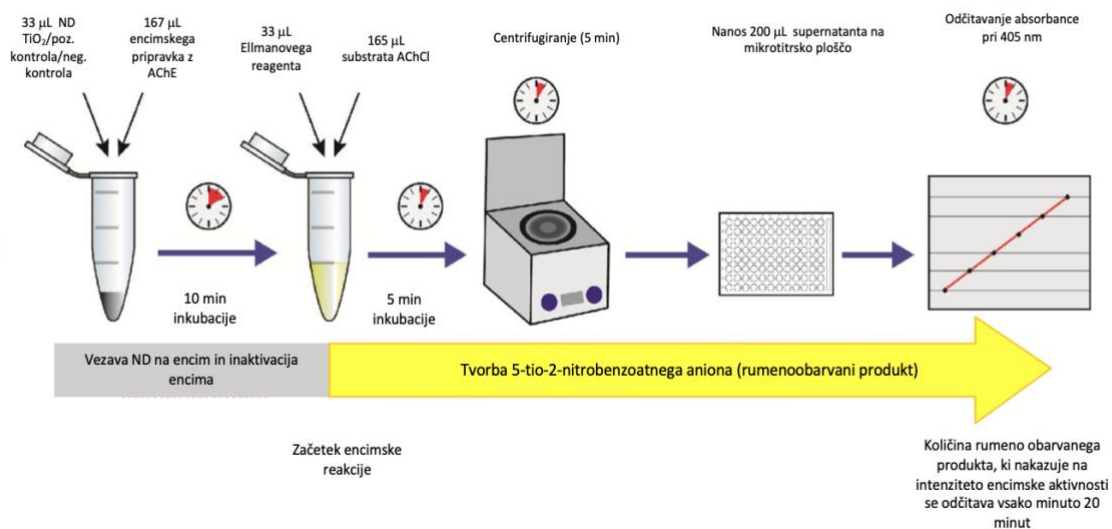 33 µL ND
TiO₂/poz.
kontrola/neg.
kontrola
167 µL
encimskega
pripravka z
AChE
33 µL
Ellmanovega
reagenta
165 µL
substrata AChCl
Centrifugiranje (5 min)
Nanos 200 µL supernatanta na
mikrotitrsko ploščo
Odčitavanje absorbance
pri 405 nm
10 min
inkubacije
5 min
inkubacije
Vezava ND na encim in inaktivacija
encima
Tvorba 5-tio-2-nitrobenzoatnega aniona (rumenoobarvani produkt)
Začetek encimske
reakcije
Količina rumeno obarvanega
produkta, ki nakazuje na
intenziteto encimske aktivnosti
se odčitava vsako minuto 20
minut